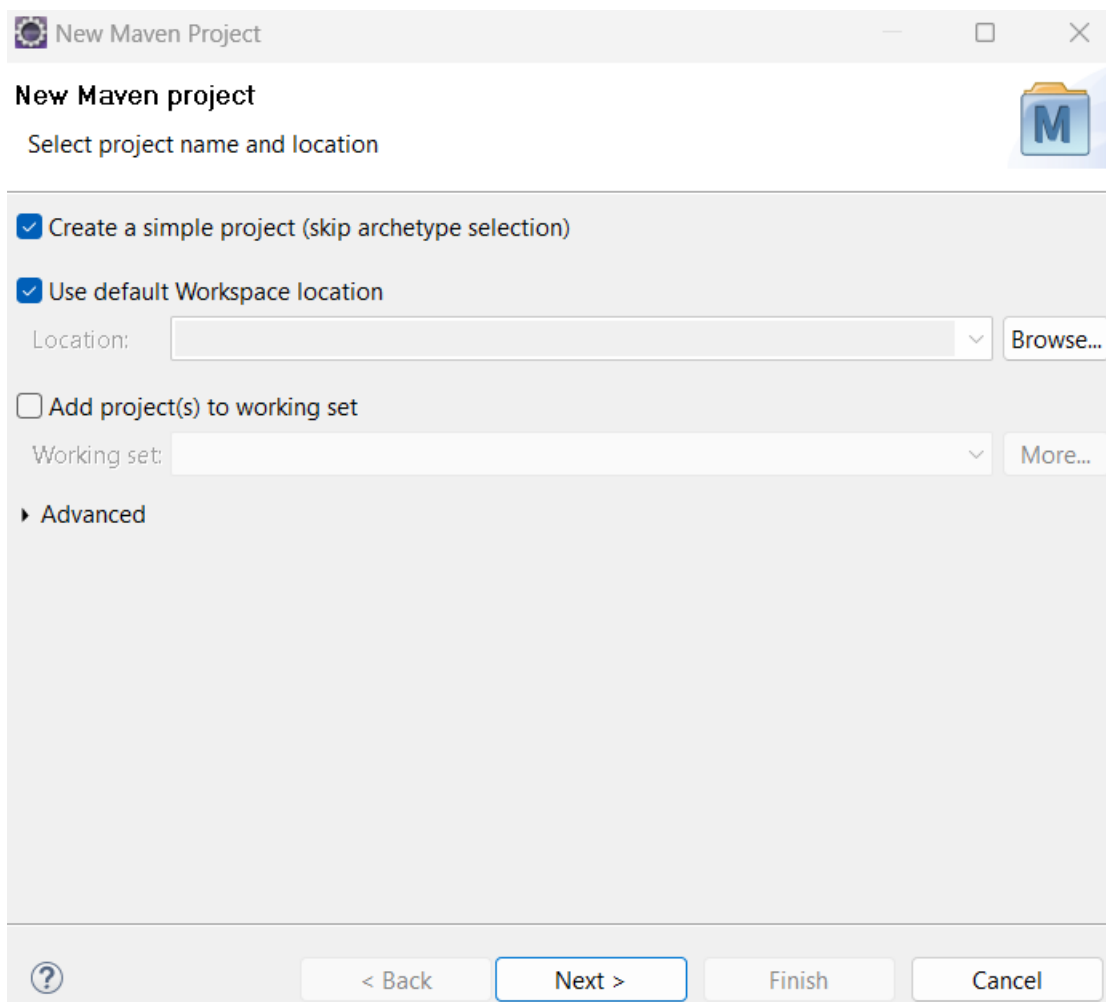 New Maven Project
New Maven project
M
Select project name and location
Create a simple project (skip archetype selection)
Use default Workspace location
Location:
Browse...
Add project(s) to working set
Working set:
More...
Advanced
?
< Back
Next >
Finish
Cancel